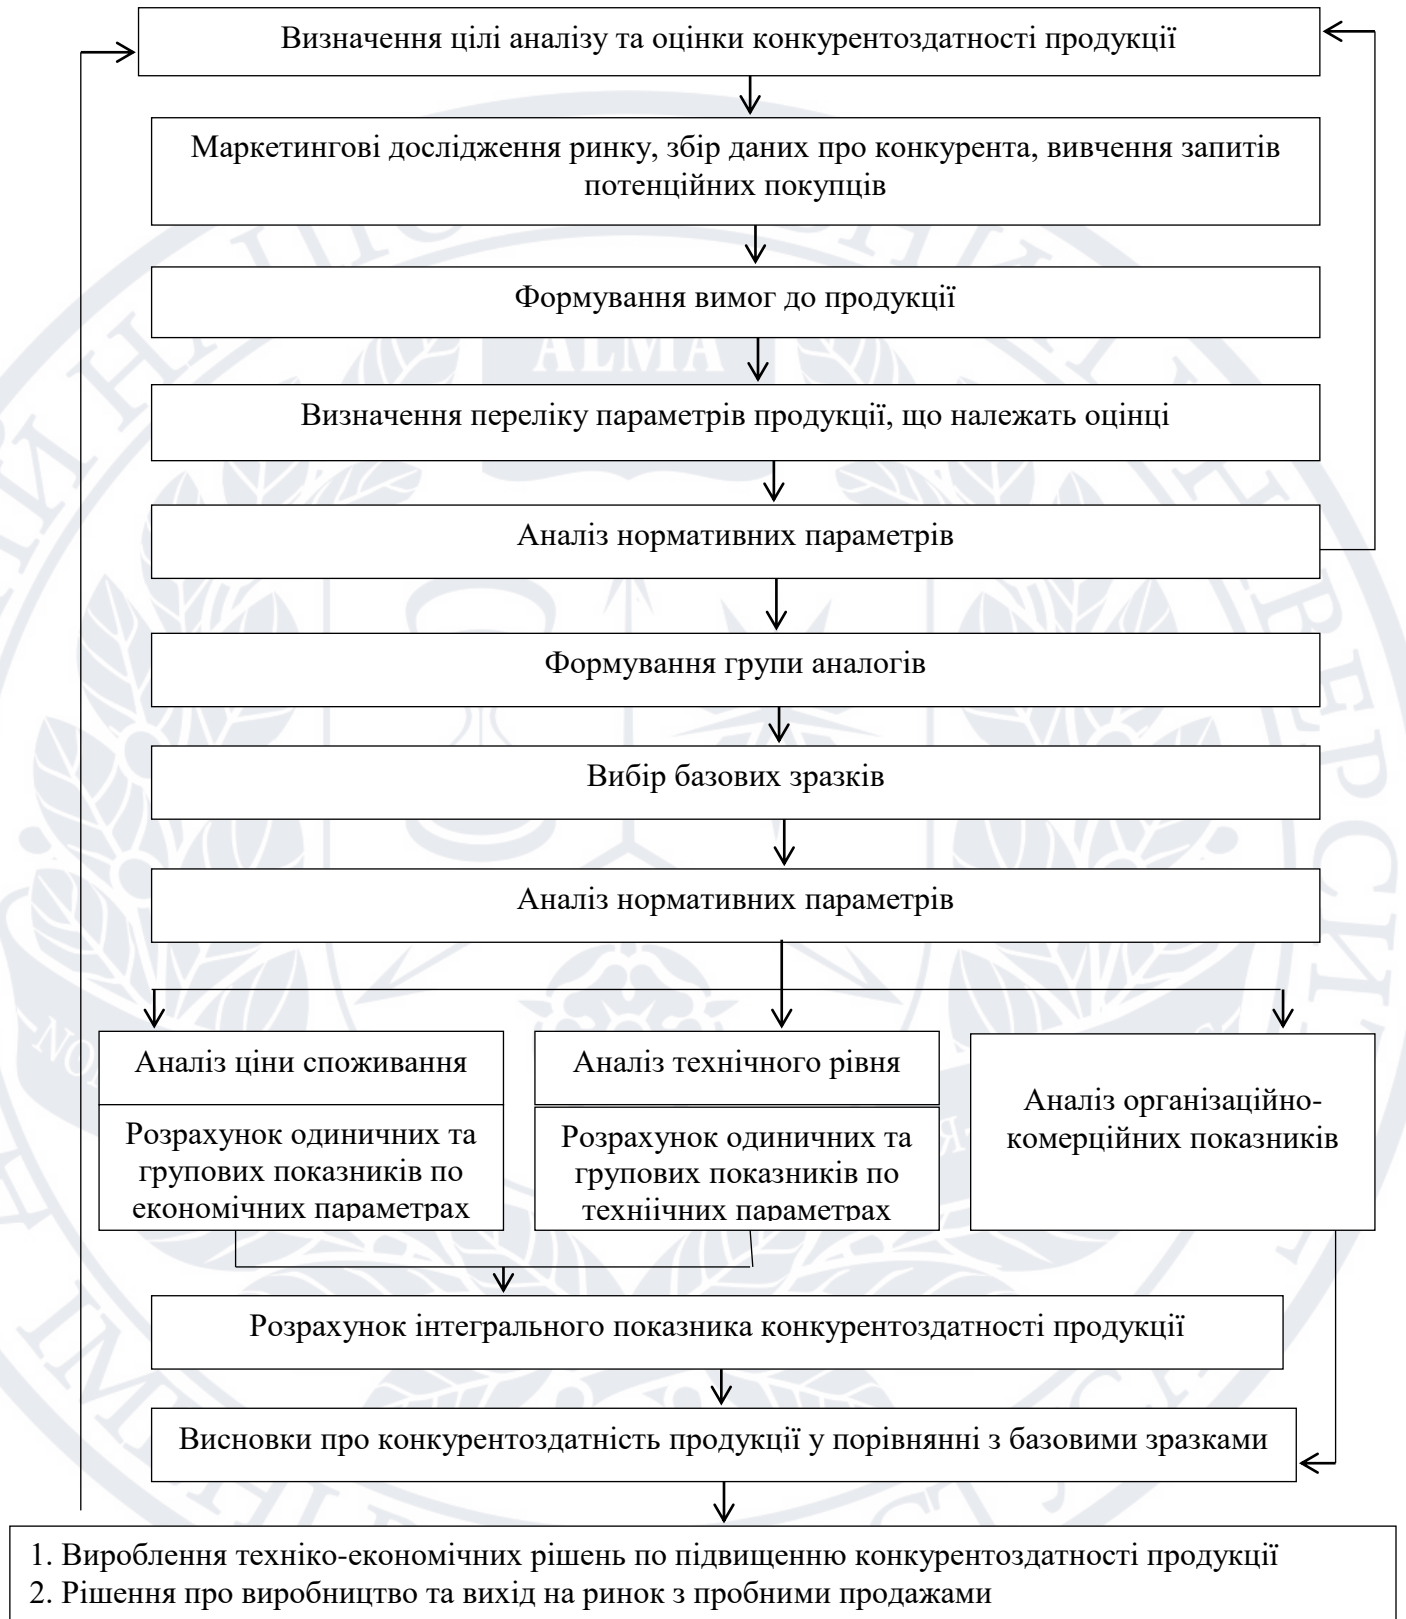 Визначення цілі аналізу та оцінки конкурентоздатності продукції
Маркетингові дослідження ринку, збір даних про конкурента, вивчення запитів
потенційних покупців
Формування вимог до продукції
ALMA
Визначення переліку параметрів продукції, що належать оцінці
Аналіз нормативних параметрів
Формування групи аналогів
Вибір базових зразків
Аналіз нормативних параметрів
Аналіз ціни споживання
Розрахунок одиничних та
групових показників по
економічних параметрах
Аналіз технічного рівня
Розрахунок одиничних та
групових показників по
техніічних параметрах
Аналіз організаційно-
комерційних показників
Розрахунок інтегрального показника конкурентоздатності продукції
Висновки про конкурентоздатність продукції у порівнянні з базовими зразками
1. Вироблення техніко-економічних рішень по підвищенню конкурентоздатності продукції
2. Рішення про виробництво та вихід на ринок з пробними продажами